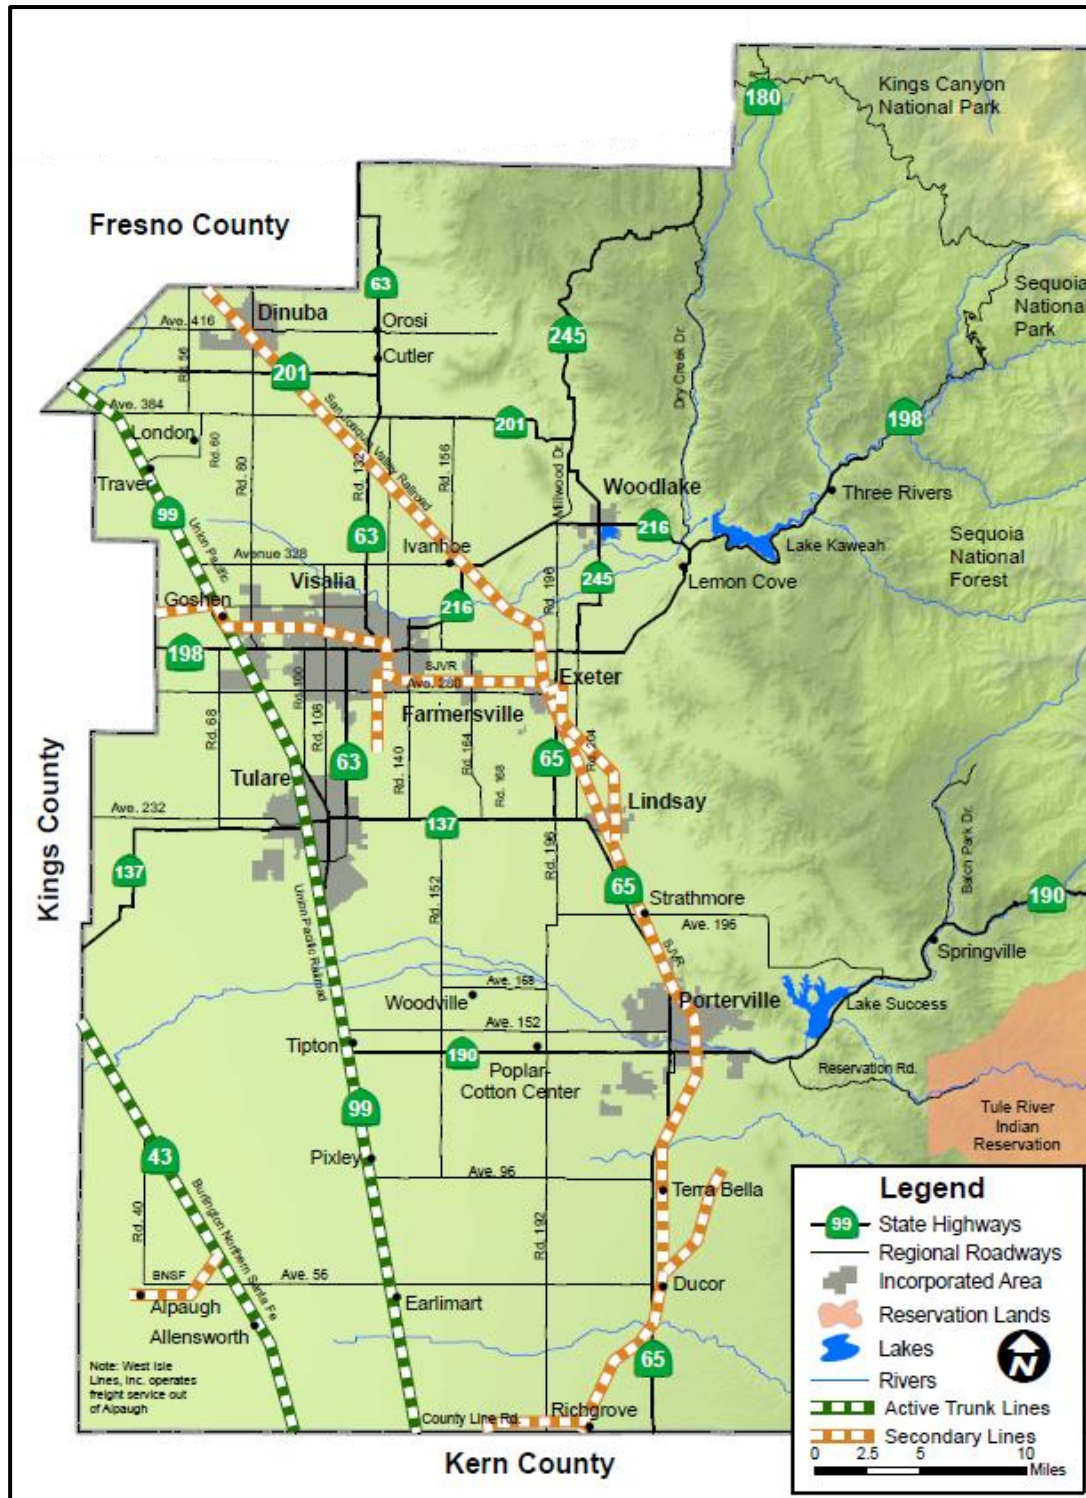 180
Kings Canyon
National Park
Fresno County
63
Sequoia
National
Park
Dinuba
Ave. 416
Orosi
245
Rd. 56
Cutler
Dry Creek Dr.
201
Ave. 384
San Joaquin Valley Railroad
201
198
London
Rd. 60
Rd. 80
Rd. 132
Rd. 156
Millwood Dr.
Traver
Woodlake
Three Rivers
99
Union Pacific
63
216
Lake Kaweah
Sequoia
National
Forest
Ivanhoe
Avenue 328
Visalia
Rd. 196
245
Lemon Cove
Goshen
216
198
SJVR
Exeter
Rd. 100
Ave. 280
Farmersville
Rd. 68
Rd. 108
Rd. 140
Rd. 164
Rd. 204
63
65
Kings County
Tulare
Rd. 168
Lindsay
Ave. 232
137
137
Rd. 196
Balch Park Dr.
65
Rd. 152
Strathmore
190
Ave. 196
Union Pacific Railroad
SJVR
Springville
Ave. 168
Woodville
Porterville
Lake Success
Ave. 152
Tipton
190
Poplar-
Cotton Center
Reservation Rd.
99
Tule River
Indian
Reservation
43
Pixley
Ave. 96
Terra Bella
Rd. 40
Burlington Northern Santa Fe
Rd. 192
BNSF
Ave. 56
Ducor
Alpaugh
Earlimart
Allensworth
65
Note: West Isle
Lines, Inc. operates
freight service out
of Alpaugh
County Line Rd.
Richgrove
Kern County
Legend
99
State Highways
Regional Roadways
Incorporated Area
Reservation Lands
Lakes
N
Rivers
Active Trunk Lines
Secondary Lines
0 2.5 5 10
Miles